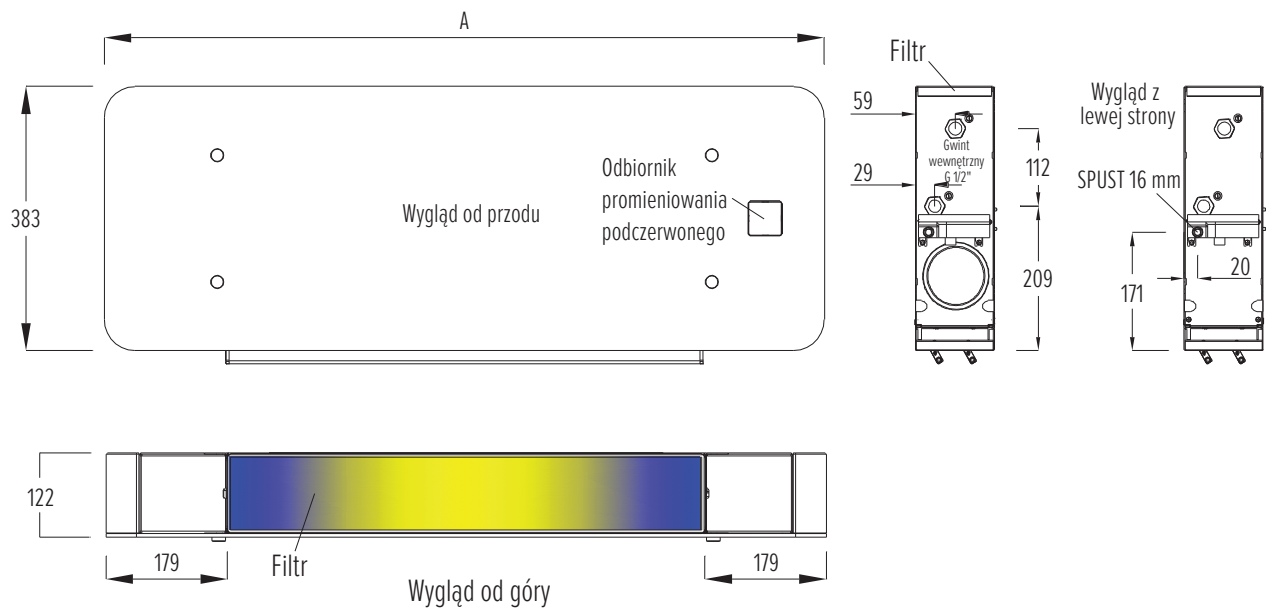 A
383
Wygląd od przodu
Odbiornik
promieniowania
podczerwonego
Filtr
59
29
Gwint
wewnętrzny
G 1/2"
112
209
Wygląd z
lewej strony
SPUST 16 mm
20
171
122
179
Filtr
179
Wygląd od góry